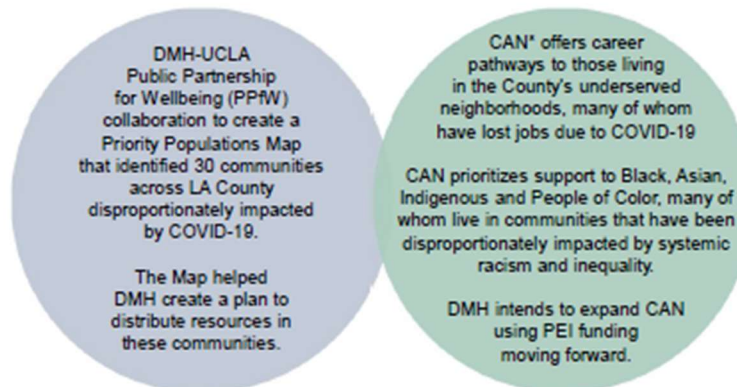 DMH-UCLA
Public Partnership
for Wellbeing (PPfW)
collaboration to create a
Priority Populations Map
that identified 30 communities
across LA County
disproportionately impacted
by COVID-19.
The Map helped
DMH create a plan to
distribute resources in
these communities.
CAN* offers career
pathways to those living
in the County's underserved
neighborhoods, many of whom
have lost jobs due to COVID-19
CAN prioritizes support to Black, Asian,
Indigenous and People of Color, many of
whom live in communities that have been
disproportionately impacted by systemic
racism and inequality.
DMH intends to expand CAN
using PEI funding
moving forward.